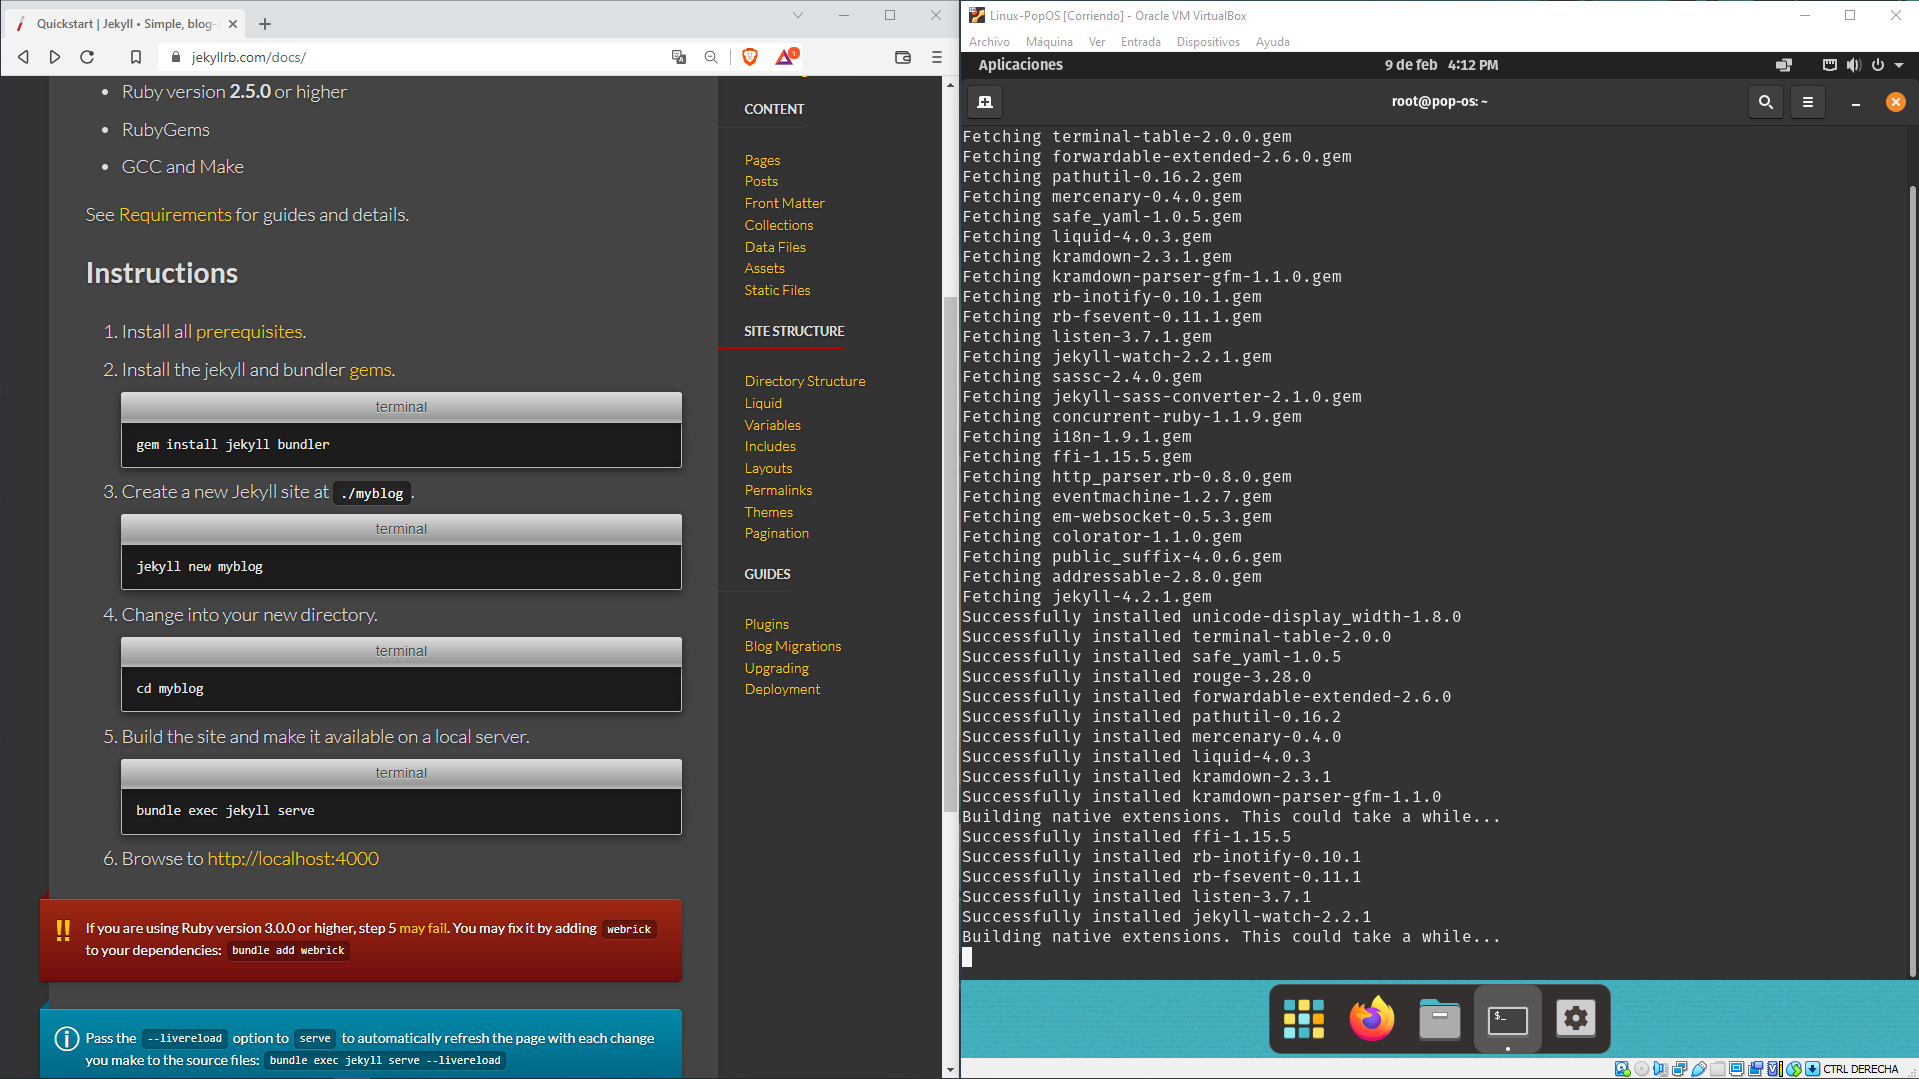 Quickstart | Jekyll • Simple, blog-
jekyllrb.com/docs/
1
Ruby version 2.5.0 or higher
RubyGems
GCC and Make
See Requirements for guides and details.
Instructions
1. Install all prerequisites.
2. Install the jekyll and bundler gems.
terminal
gem install jekyll bundler
3. Create a new Jekyll site at ./myblog.
terminal
jekyll new myblog
4. Change into your new directory.
terminal
cd myblog
5. Build the site and make it available on a local server.
terminal
bundle exec jekyll serve
6. Browse to http://localhost:4000
!! If you are using Ruby version 3.0.0 or higher, step 5 may fail. You may fix it by adding webrick
to your dependencies: bundle add webrick
Pass the --livereload option to serve to automatically refresh the page with each change
you make to the source files: bundle exec jekyll serve --livereload
CONTENT
Pages
Posts
Front Matter
Collections
Data Files
Assets
Static Files
SITE STRUCTURE
Directory Structure
Liquid
Variables
Includes
Layouts
Permalinks
Themes
Pagination
GUIDES
Plugins
Blog Migrations
Upgrading
Deployment
Linux-PopOS [Corriendo] - Oracle VM VirtualBox
Archivo Máquina Ver Entrada Dispositivos Ayuda
Aplicaciones 9 de feb 4:12 PM
root@pop-os: ~
Fetching terminal-table-2.0.0.gem
Fetching forwardable-extended-2.6.0.gem
Fetching pathutil-0.16.2.gem
Fetching mercenary-0.4.0.gem
Fetching safe_yaml-1.0.5.gem
Fetching liquid-4.0.3.gem
Fetching kramdown-2.3.1.gem
Fetching kramdown-parser-gfm-1.1.0.gem
Fetching rb-inotify-0.10.1.gem
Fetching rb-fsevent-0.11.1.gem
Fetching listen-3.7.1.gem
Fetching jekyll-watch-2.2.1.gem
Fetching sassc-2.4.0.gem
Fetching jekyll-sass-converter-2.1.0.gem
Fetching concurrent-ruby-1.1.9.gem
Fetching i18n-1.9.1.gem
Fetching ffi-1.15.5.gem
Fetching http_parser.rb-0.8.0.gem
Fetching eventmachine-1.2.7.gem
Fetching em-websocket-0.5.3.gem
Fetching colorator-1.1.0.gem
Fetching public_suffix-4.0.6.gem
Fetching addressable-2.8.0.gem
Fetching jekyll-4.2.1.gem
Successfully installed unicode-display_width-1.8.0
Successfully installed terminal-table-2.0.0
Successfully installed safe_yaml-1.0.5
Successfully installed rouge-3.28.0
Successfully installed forwardable-extended-2.6.0
Successfully installed pathutil-0.16.2
Successfully installed mercenary-0.4.0
Successfully installed liquid-4.0.3
Successfully installed kramdown-2.3.1
Successfully installed kramdown-parser-gfm-1.1.0
Building native extensions. This could take a while...
Successfully installed ffi-1.15.5
Successfully installed rb-inotify-0.10.1
Successfully installed rb-fsevent-0.11.1
Successfully installed listen-3.7.1
Successfully installed jekyll-watch-2.2.1
Building native extensions. This could take a while...
$_
CTRL DERECHA